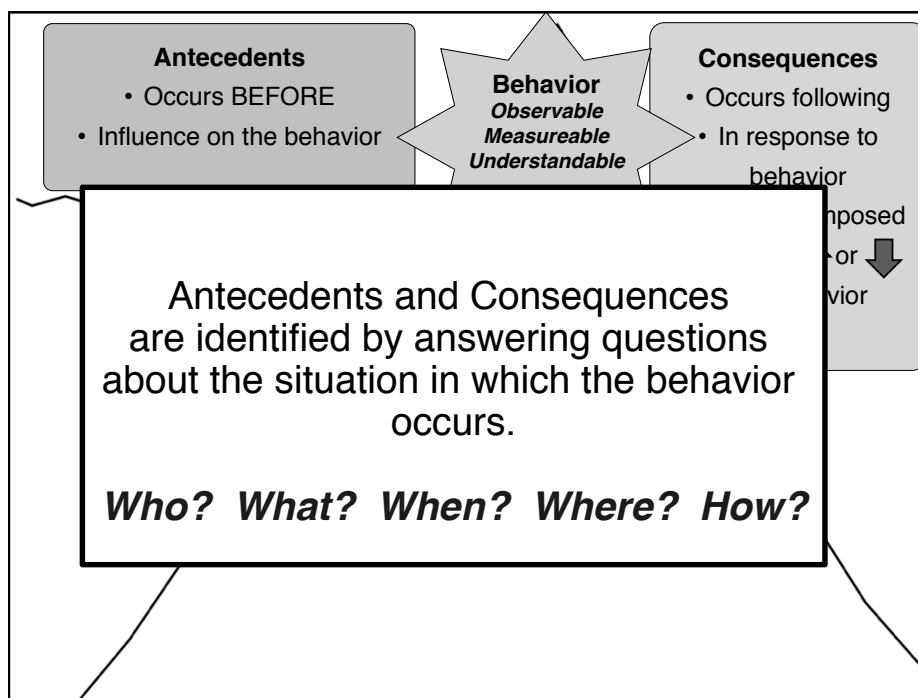 Antecedents
• Occurs BEFORE
• Influence on the behavior
Behavior
Observable
Measureable
Understandable
Consequences
• Occurs following
• In response to
behavior
or
Antecedents and Consequences
are identified by answering questions
about the situation in which the behavior
occurs.
Who? What? When? Where? How?